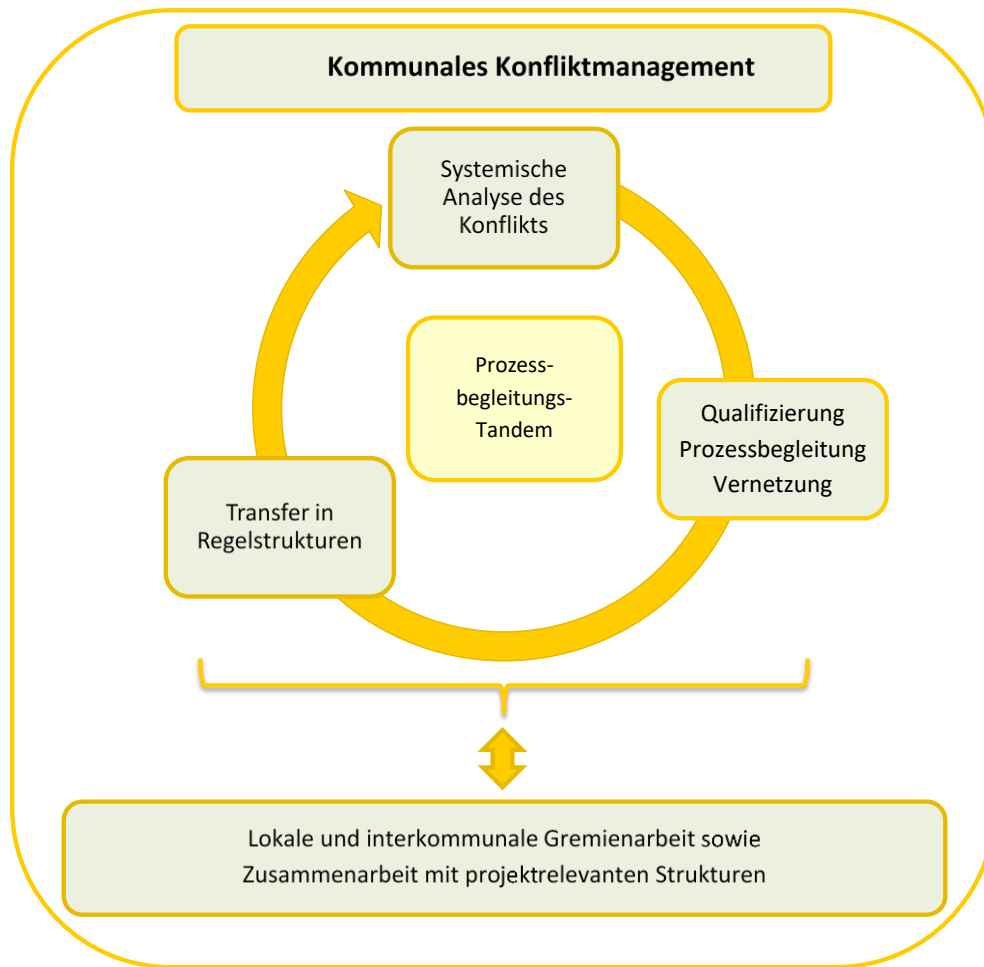 Kommunales Konfliktmanagement
Systemische
Analyse des
Konflikts
Prozess-
begleitungs-
Tandem
Qualifizierung
Prozessbegleitung
Vernetzung
Transfer in
Regelstrukturen
Lokale und interkommunale Gremienarbeit sowie
Zusammenarbeit mit projektrelevanten Strukturen